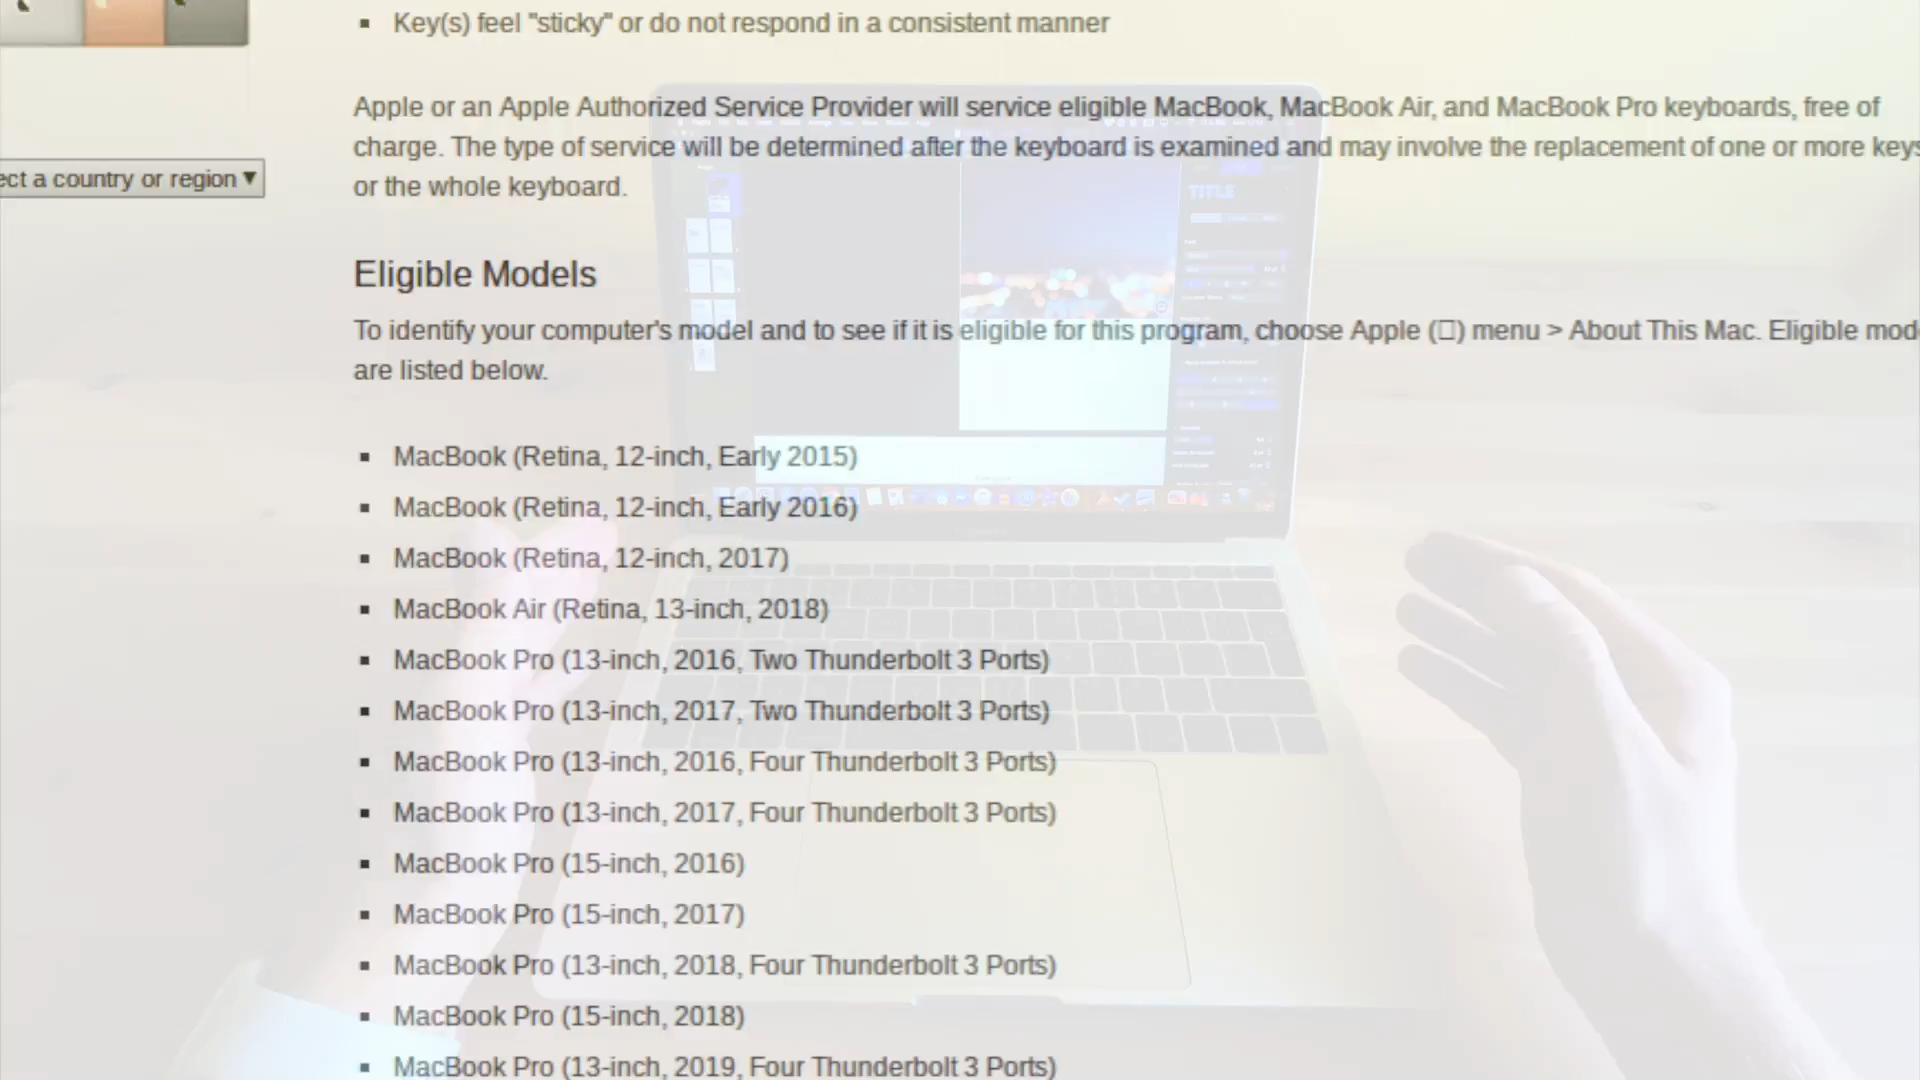 Key(s) feel "sticky" or do not respond in a consistent manner
Apple or an Apple Authorized Service Provider will service eligible MacBook, MacBook Air, and MacBook Pro keyboards, free of
charge. The type of service will be determined after the keyboard is examined and may involve the replacement of one or more keys
or the whole keyboard.
ect a country or region
Eligible Models
To identify your computer's model and to see if it is eligible for this program, choose Apple (□) menu > About This Mac. Eligible mod
are listed below.
MacBook (Retina, 12-inch, Early 2015)
MacBook (Retina, 12-inch, Early 2016)
MacBook (Retina, 12-inch, 2017)
MacBook Air (Retina, 13-inch, 2018)
MacBook Pro (13-inch, 2016, Two Thunderbolt 3 Ports)
MacBook Pro (13-inch, 2017, Two Thunderbolt 3 Ports)
MacBook Pro (13-inch, 2016, Four Thunderbolt 3 Ports)
MacBook Pro (13-inch, 2017, Four Thunderbolt 3 Ports)
MacBook Pro (15-inch, 2016)
MacBook Pro (15-inch, 2017)
MacBook Pro (13-inch, 2018, Four Thunderbolt 3 Ports)
MacBook Pro (15-inch, 2018)
MacBook Pro (13-inch, 2019, Four Thunderbolt 3 Ports)
TITLE